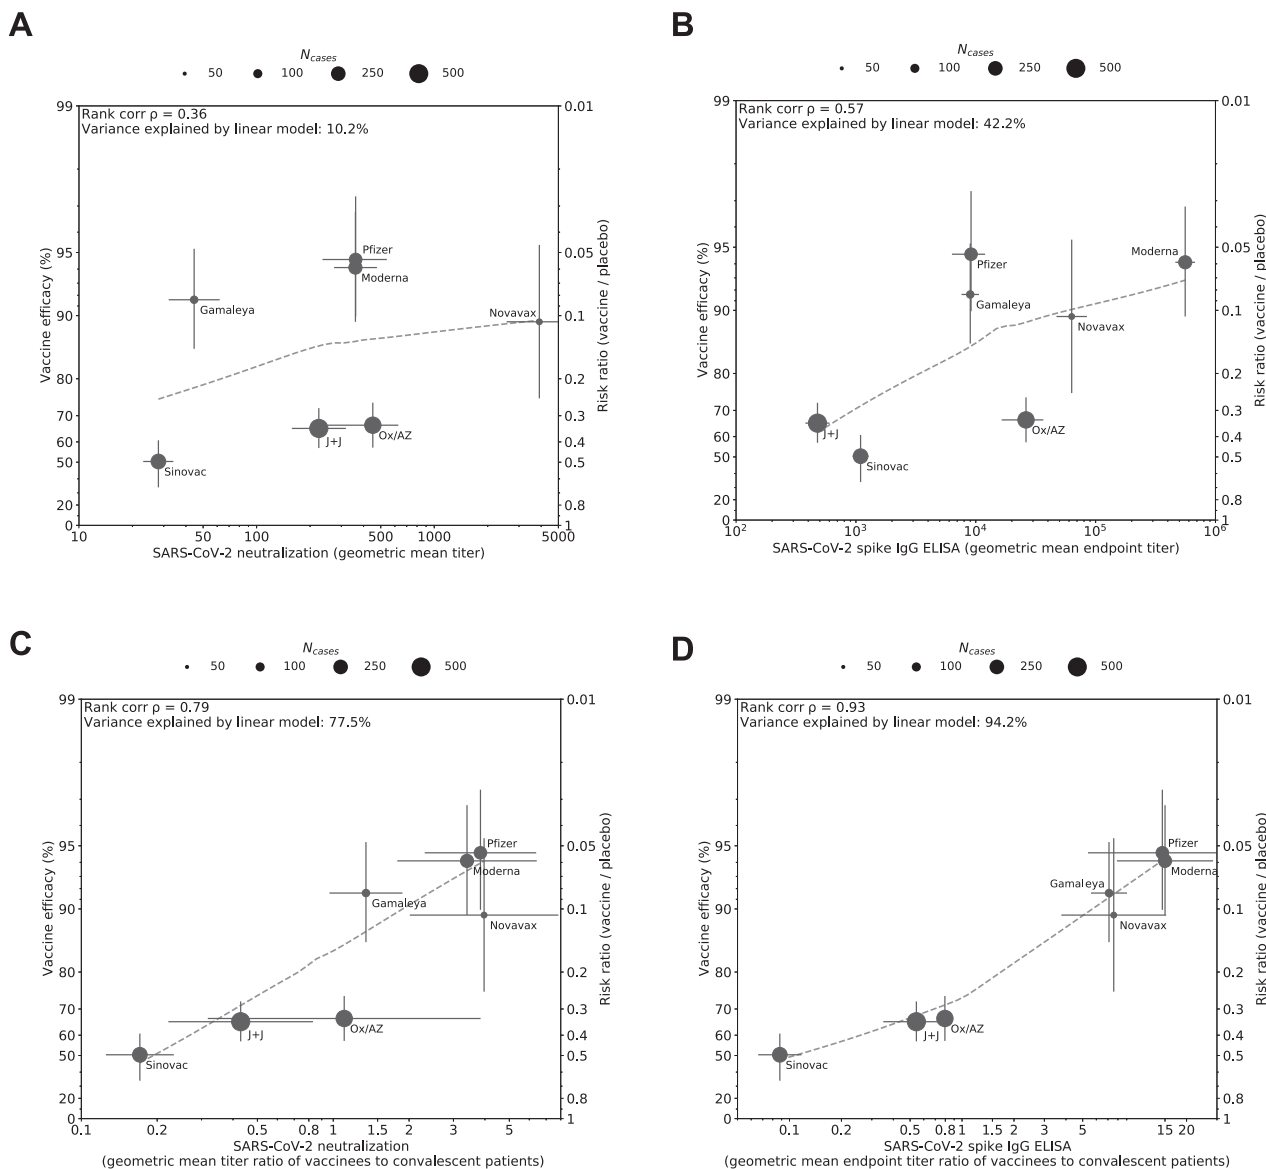 A
N_cases
50 100 250 500
Rank corr ρ = 0.36
Variance explained by linear model: 10.2%
99
95
90
80
70
60
50
20
0
Vaccine efficacy (%)
0.01
0.05
0.1
0.2
0.3
0.4
0.5
0.8
1
Risk ratio (vaccine / placebo)
Pfizer
Moderna
Gamaleya
Novavax
J+J
Ox/AZ
Sinovac
10 50 100 500 1000 5000
SARS-CoV-2 neutralization (geometric mean titer)
B
N_cases
50 100 250 500
Rank corr ρ = 0.57
Variance explained by linear model: 42.2%
99
95
90
80
70
60
50
20
0
Vaccine efficacy (%)
0.01
0.05
0.1
0.2
0.3
0.4
0.5
0.8
1
Risk ratio (vaccine / placebo)
Moderna
Pfizer
Gamaleya
Novavax
J+J
Ox/AZ
Sinovac
10² 10³ 10⁴ 10⁵ 10⁶
SARS-CoV-2 spike IgG ELISA (geometric mean endpoint titer)
C
N_cases
50 100 250 500
Rank corr ρ = 0.79
Variance explained by linear model: 77.5%
99
95
90
80
70
60
50
20
0
Vaccine efficacy (%)
0.01
0.05
0.1
0.2
0.3
0.4
0.5
0.8
1
Risk ratio (vaccine / placebo)
Pfizer
Moderna
Gamaleya
Novavax
J+J
Ox/AZ
Sinovac
0.1 0.2 0.5 0.8 1 1.5 2 3 5
SARS-CoV-2 neutralization
(geometric mean titer ratio of vaccinees to convalescent patients)
D
N_cases
50 100 250 500
Rank corr ρ = 0.93
Variance explained by linear model: 94.2%
99
95
90
80
70
60
50
20
0
Vaccine efficacy (%)
0.01
0.05
0.1
0.2
0.3
0.4
0.5
0.8
1
Risk ratio (vaccine / placebo)
Pfizer
Moderna
Gamaleya
Novavax
J+J
Ox/AZ
Sinovac
0.1 0.2 0.5 0.8 1 1.5 2 3 5 15 20
SARS-CoV-2 spike IgG ELISA
(geometric mean endpoint titer ratio of vaccinees to convalescent patients)